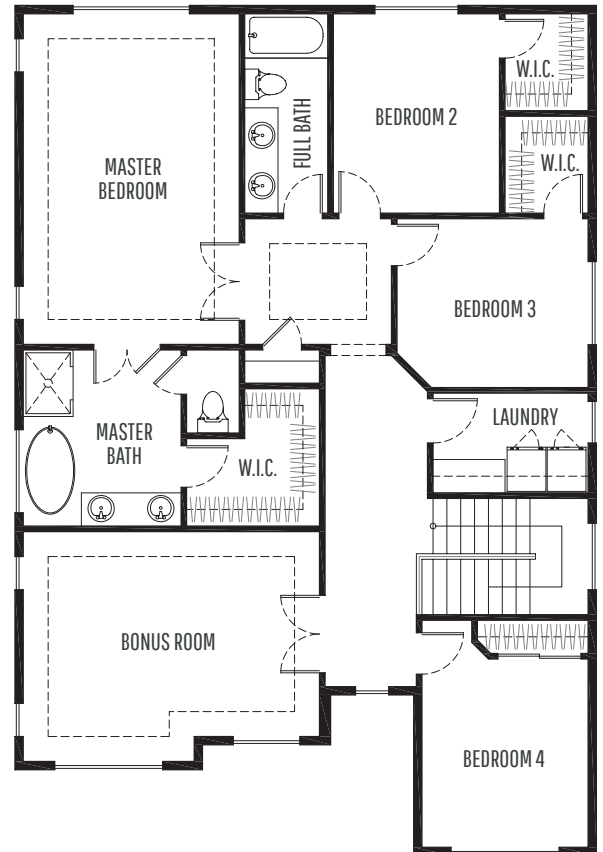 W.I.C.
FULL BATH
BEDROOM 2
MASTER
BEDROOM
W.I.C.
BEDROOM 3
LAUNDRY
MASTER
BATH
W.I.C.
BONUS ROOM
BEDROOM 4